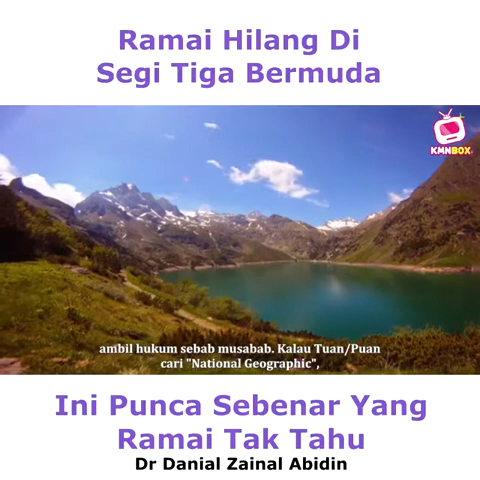 Ramai Hilang Di
Segi Tiga Bermuda
KMNBOX
ambil hukum sebab musabab. Kalau Tuan/Puan
cari "National Geographic",
Ini Punca Sebenar Yang
Ramai Tak Tahu
Dr Danial Zainal Abidin